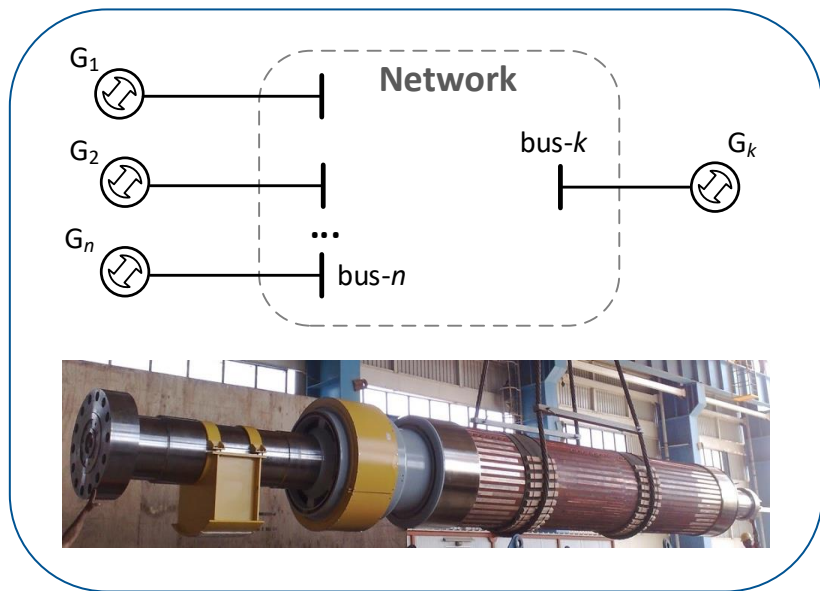 Network
G₁
G₂
bus-k
Gₖ
...
Gₙ
bus-n